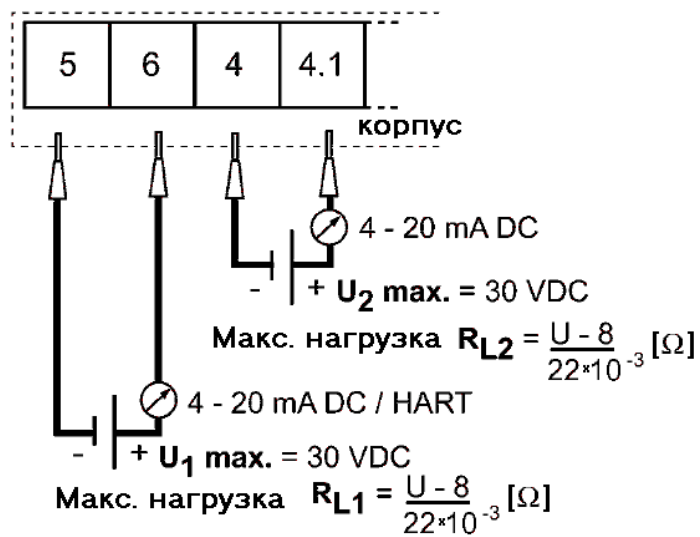 5 6 4 4.1
корпус
4 - 20 mA DC
- + U2 max. = 30 VDC
Макс. нагрузка RL2 = U - 8 / 22*10 -3 [Ω]
4 - 20 mA DC / HART
- + U1 max. = 30 VDC
Макс. нагрузка RL1 = U - 8 / 22*10 -3 [Ω]